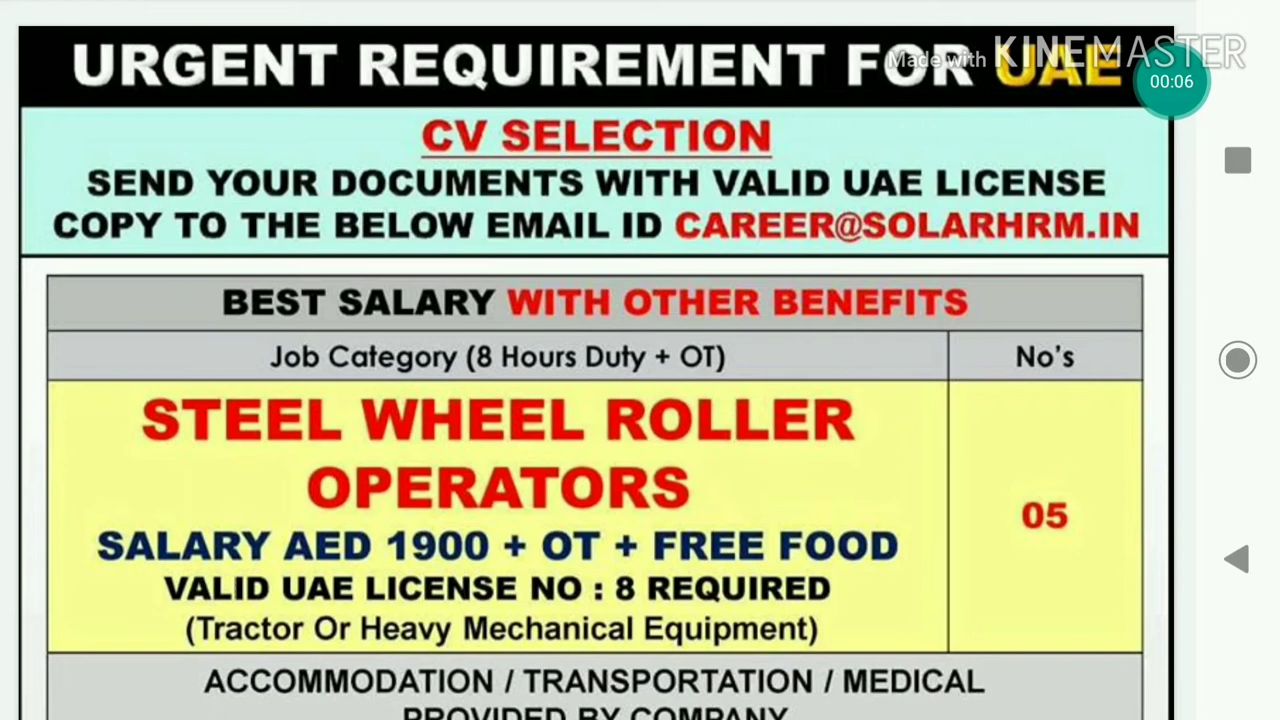 URGENT REQUIREMENT FOR UAE
Made with KINEMASTER
00:06
CV SELECTION
SEND YOUR DOCUMENTS WITH VALID UAE LICENSE
COPY TO THE BELOW EMAIL ID CAREER@SOLARHRM.IN
BEST SALARY WITH OTHER BENEFITS
Job Category (8 Hours Duty + OT) No's
STEEL WHEEL ROLLER
OPERATORS
05
SALARY AED 1900 + OT + FREE FOOD
VALID UAE LICENSE NO : 8 REQUIRED
(Tractor Or Heavy Mechanical Equipment)
ACCOMMODATION / TRANSPORTATION / MEDICAL
PROVIDED BY COMPANY